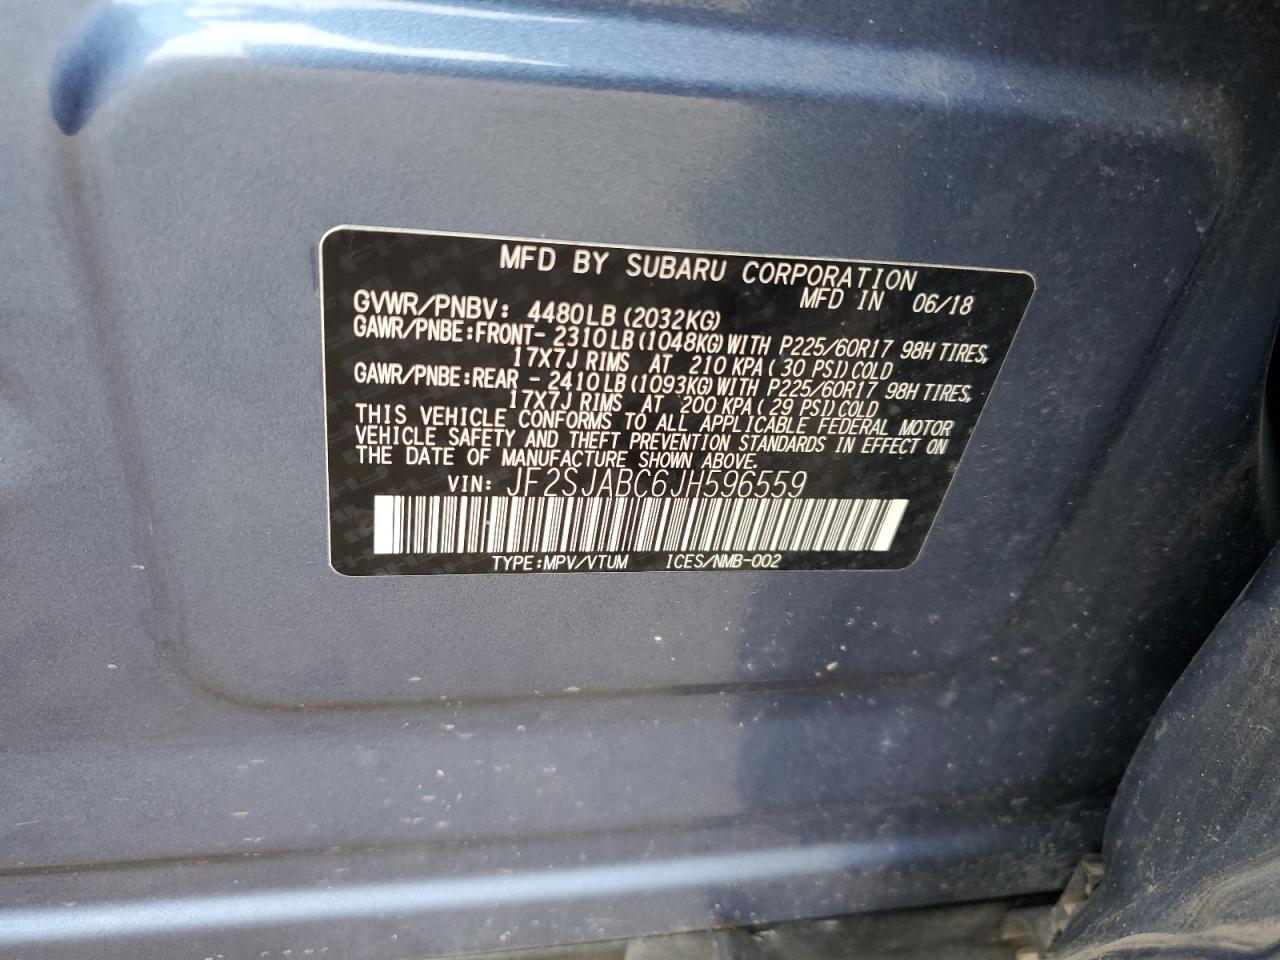 MFD BY SUBARU CORPORATION
MFD IN 06/18
GVWR/PNBV: 4480LB (2032KG)
GAWR/PNBE:FRONT- 2310LB (1048KG) WITH P225/60R17 98H TIRES,
17X7J RIMS AT 210 KPA ( 30 PSI) COLD
GAWR/PNBE:REAR - 2410LB (1093KG) WITH P225/60R17 98H TIRES,
17X7J RIMS AT 200 KPA ( 29 PSI) COLD
THIS VEHICLE CONFORMS TO ALL APPLICABLE FEDERAL MOTOR
VEHICLE SAFETY AND THEFT PREVENTION STANDARDS IN EFFECT ON
THE DATE OF MANUFACTURE SHOWN ABOVE.
VIN: JF2SJABC6JH596559
TYPE:MPV/VTUM ICES/NMB-002